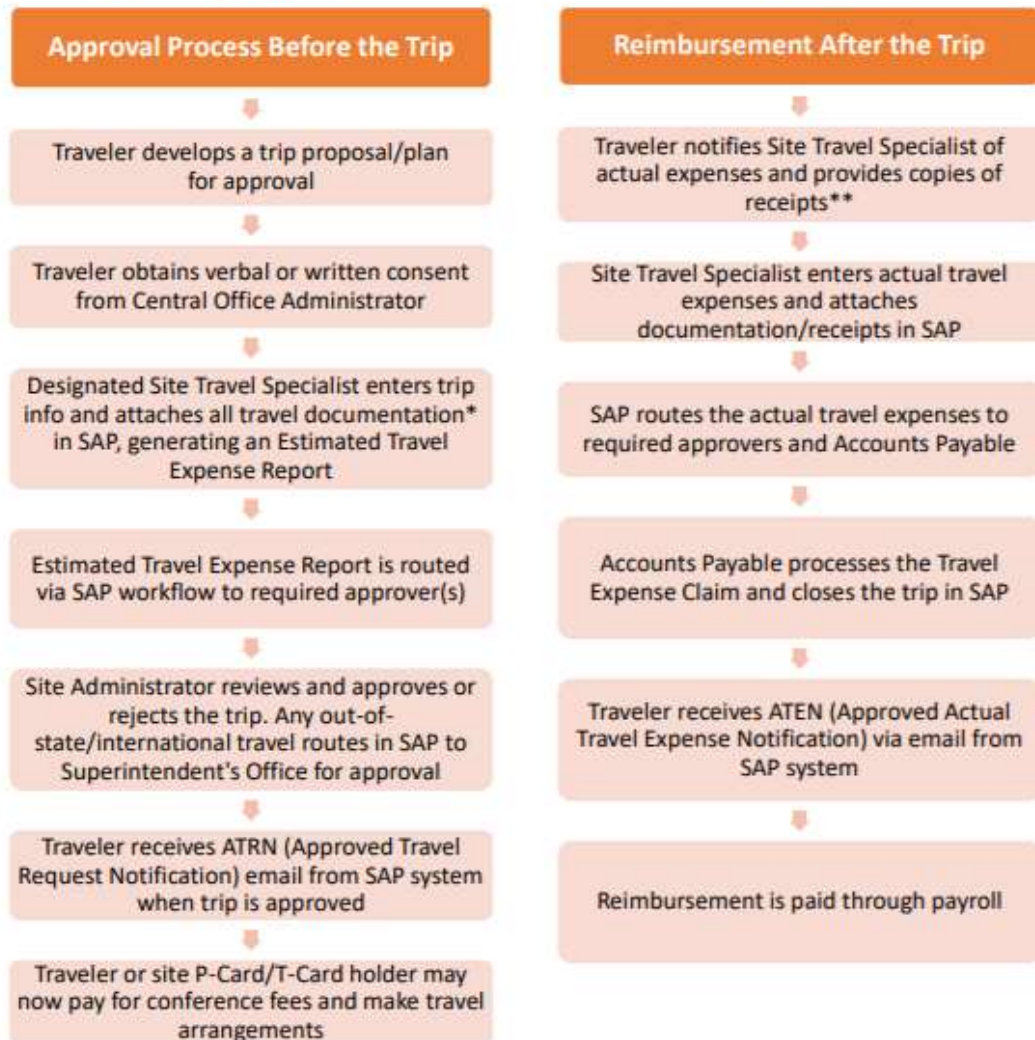 Approval Process Before the Trip
Traveler develops a trip proposal/plan
for approval
Traveler obtains verbal or written consent
from Central Office Administrator
Designated Site Travel Specialist enters trip
info and attaches all travel documentation*
in SAP, generating an Estimated Travel
Expense Report
Estimated Travel Expense Report is routed
via SAP workflow to required approver(s)
Site Administrator reviews and approves or
rejects the trip. Any out-of-
state/international travel routes in SAP to
Superintendent's Office for approval
Traveler receives ATRN (Approved Travel
Request Notification) email from SAP system
when trip is approved
Traveler or site P-Card/T-Card holder may
now pay for conference fees and make travel
arrangements
Reimbursement After the Trip
Traveler notifies Site Travel Specialist of
actual expenses and provides copies of
receipts**
Site Travel Specialist enters actual travel
expenses and attaches
documentation/receipts in SAP
SAP routes the actual travel expenses to
required approvers and Accounts Payable
Accounts Payable processes the Travel
Expense Claim and closes the trip in SAP
Traveler receives ATEN (Approved Actual
Travel Expense Notification) via email from
SAP system
Reimbursement is paid through payroll